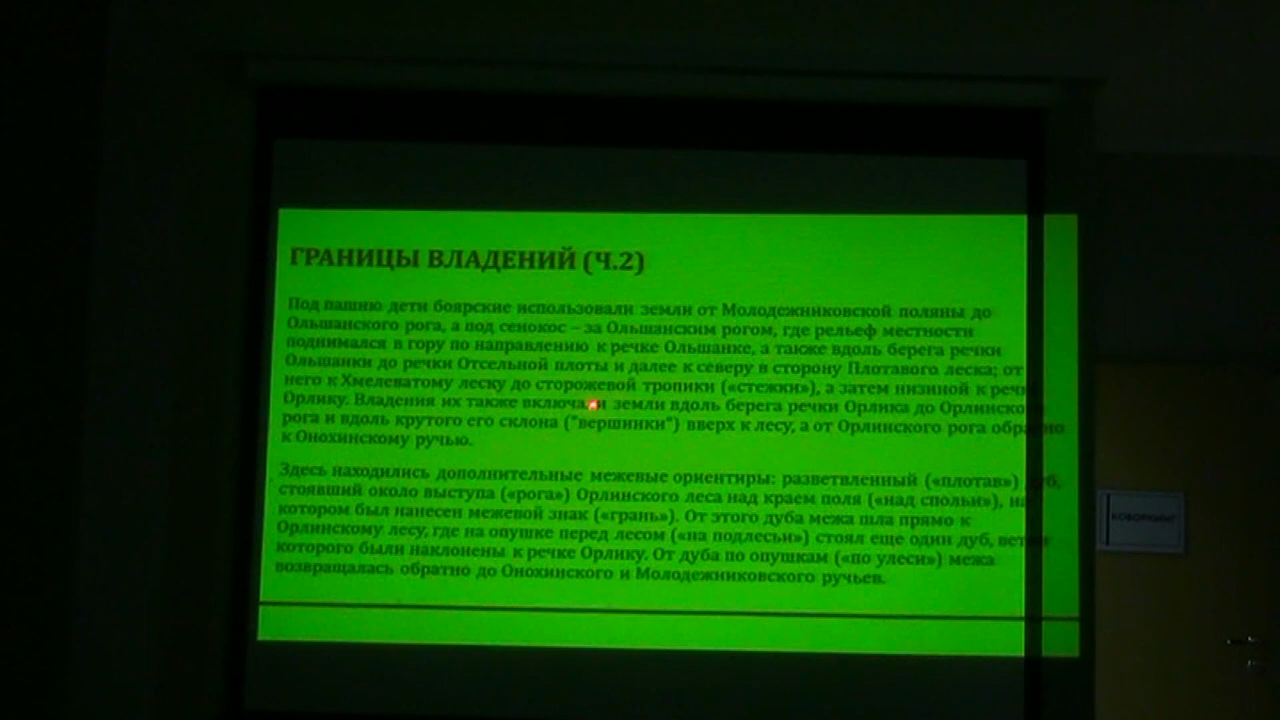 ГРАНИЦЫ ВЛАДЕНИЙ (Ч.2)
Под пашню дети боярские использовали земли от Молодежниковской поляны до
Ольшанского рога, а под сенокос – за Ольшанским рогом, где рельеф местности
поднимался в гору по направлению к речке Ольшанке, а также вдоль берега речки
Ольшанки до речки Отсельной плоты и далее к северу в сторону Плотавого леска; от
него к Хмелеватому леску до сторожевой тропики («стежки»), а затем низиной к речке
Орлику. Владения их также включали земли вдоль берега речки Орлика до Орлинского
рога и вдоль крутого его склона ("вершинки") вверх к лесу, а от Орлинского рога обратно
к Онохинскому ручью.
Здесь находились дополнительные межевые ориентиры: разветвленный («плотав») дуб,
стоявший около выступа («рога») Орлинского леса над краем поля («над спольи»), на
котором был нанесен межевой знак («грань»). От этого дуба межа шла прямо к
Орлинскому лесу, где на опушке перед лесом («на подлесьи») стоял еще один дуб, ветви
которого были наклонены к речке Орлику. От дуба по опушкам («по улеси») межа
возвращалась обратно до Онохинского и Молодежниковского ручьев.
КОВОРКИНГ